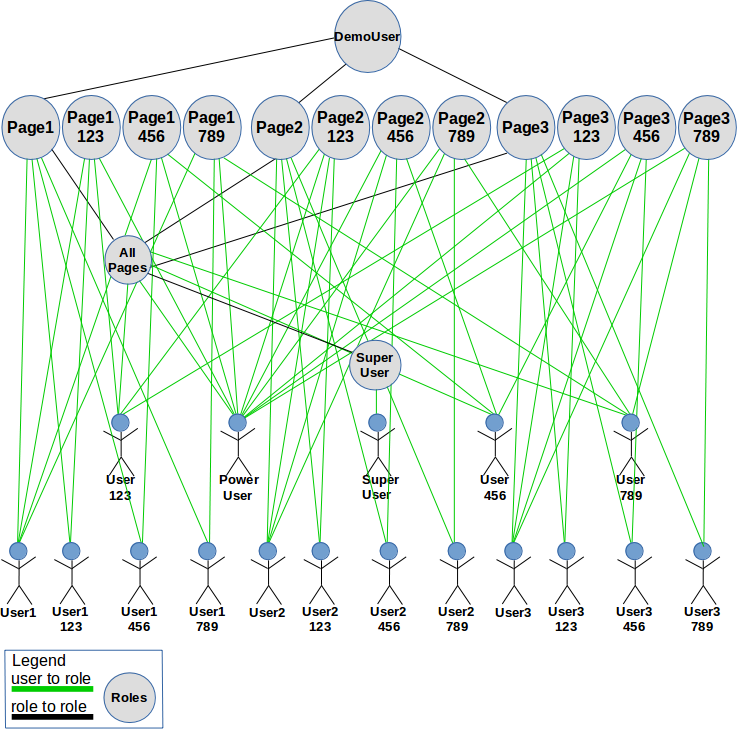 DemoUser
Page1
Page1
123
Page1
456
Page1
789
Page2
Page2
123
Page2
456
Page2
789
Page3
Page3
123
Page3
456
Page3
789
All
Pages
Super
User
User
123
Power
User
Super
User
User
456
User
789
User1
User1
123
User1
456
User1
789
User2
User2
123
User2
456
User2
789
User3
User3
123
User3
456
User3
789
Legend
user to role
role to role
Roles